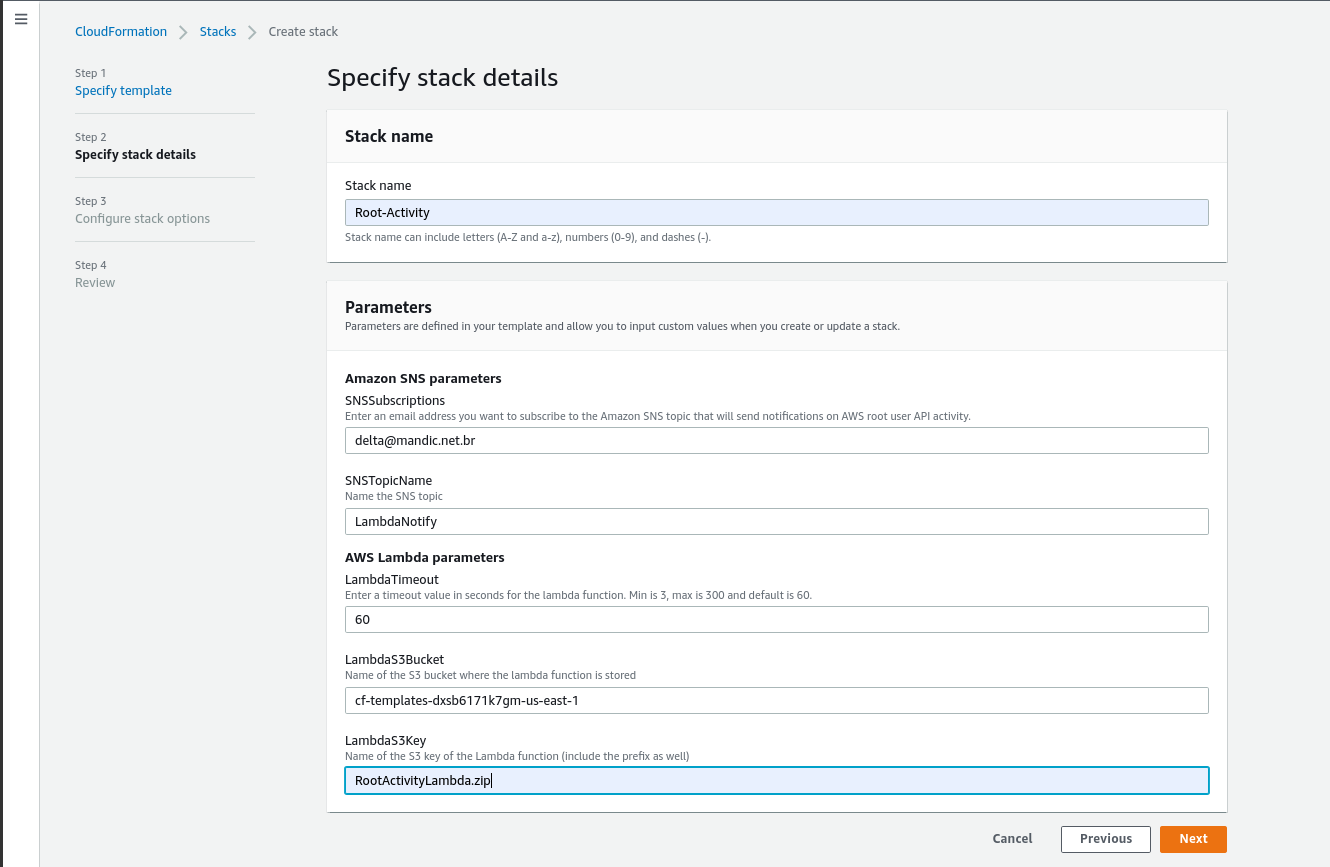 CloudFormation > Stacks > Create stack
Step 1
Specify template
Step 2
Specify stack details
Step 3
Configure stack options
Step 4
Review
Specify stack details
Stack name
Stack name
Root-Activity
Stack name can include letters (A-Z and a-z), numbers (0-9), and dashes (-).
Parameters
Parameters are defined in your template and allow you to input custom values when you create or update a stack.
Amazon SNS parameters
SNSSubscriptions
Enter an email address you want to subscribe to the Amazon SNS topic that will send notifications on AWS root user API activity.
delta@mandic.net.br
SNSTopicName
Name the SNS topic
LambdaNotify
AWS Lambda parameters
LambdaTimeout
Enter a timeout value in seconds for the lambda function. Min is 3, max is 300 and default is 60.
60
LambdaS3Bucket
Name of the S3 bucket where the lambda function is stored
cf-templates-dxsb6171k7gm-us-east-1
LambdaS3Key
Name of the S3 key of the Lambda function (include the prefix as well)
RootActivityLambda.zip
Cancel Previous Next